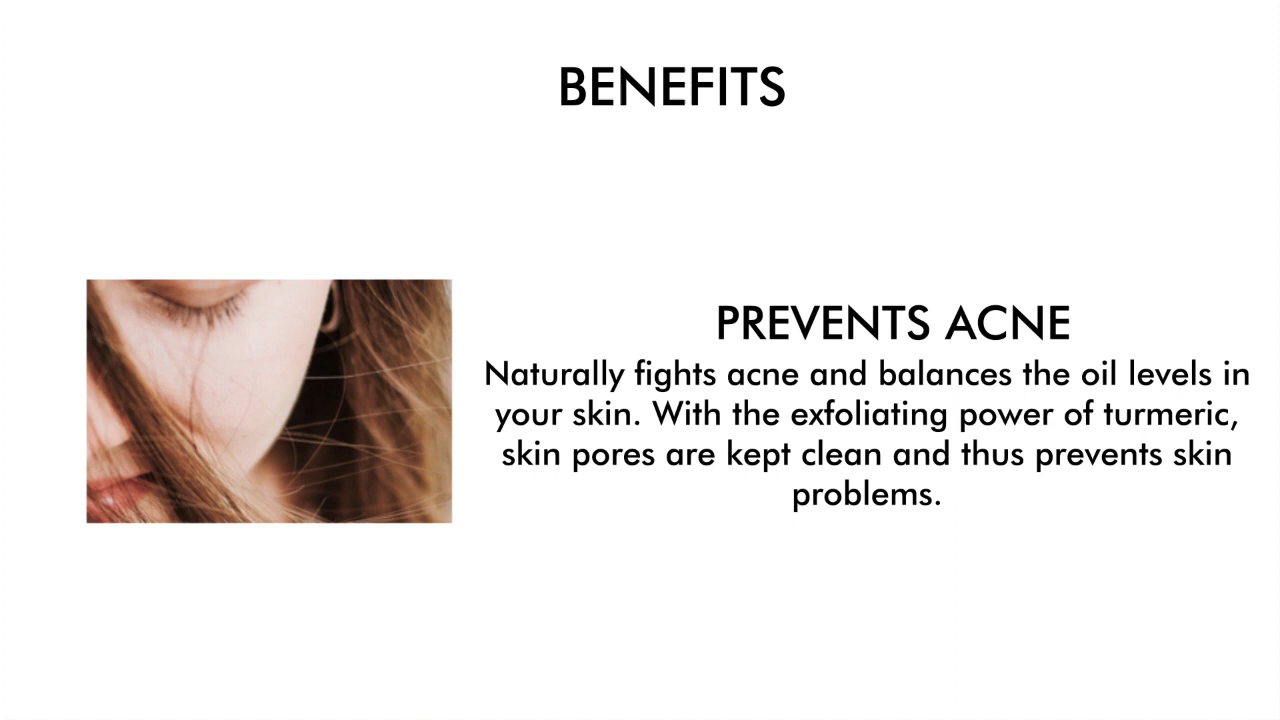 BENEFITS
PREVENTS ACNE
Naturally fights acne and balances the oil levels in
your skin. With the exfoliating power of turmeric,
skin pores are kept clean and thus prevents skin
problems.